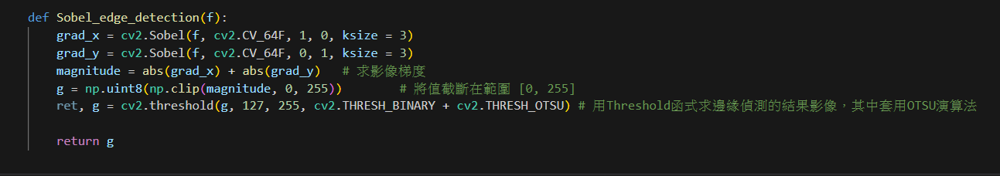 def Sobel_edge_detection(f):
    grad_x = cv2.Sobel(f, cv2.CV_64F, 1, 0, ksize = 3)
    grad_y = cv2.Sobel(f, cv2.CV_64F, 0, 1, ksize = 3)
    magnitude = abs(grad_x) + abs(grad_y)   # 求影像梯度
    g = np.uint8(np.clip(magnitude, 0, 255))        # 將值截斷在範圍 [0, 255]
    ret, g = cv2.threshold(g, 127, 255, cv2.THRESH_BINARY + cv2.THRESH_OTSU) # 用Threshold函式求邊緣偵測的結果影像，其中套用OTSU演算法
    return g